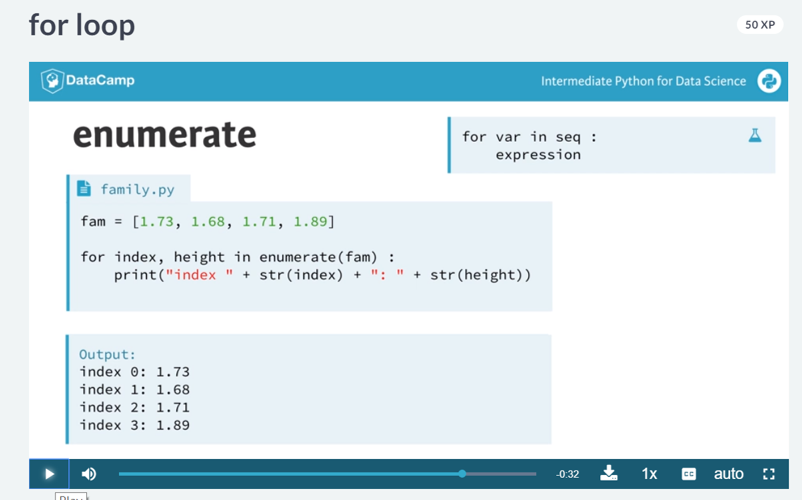 for loop
50 XP
DataCamp
Intermediate Python for Data Science
enumerate
for var in seq :
    expression
family.py
fam = [1.73, 1.68, 1.71, 1.89]
for index, height in enumerate(fam) :
    print("index " + str(index) + ": " + str(height))
Output:
index 0: 1.73
index 1: 1.68
index 2: 1.71
index 3: 1.89
-0:32
1x
CC
auto